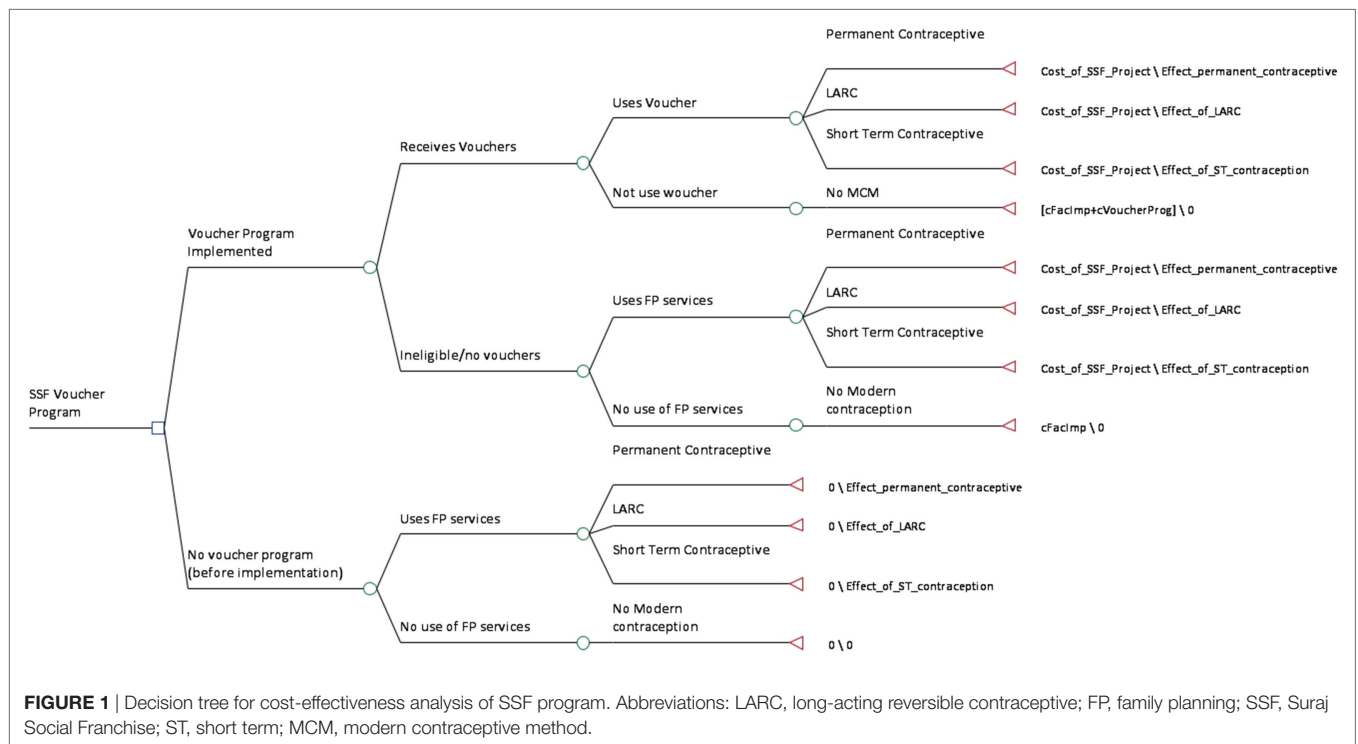 Permanent Contraceptive
Cost_of_SSF_Project \ Effect_permanent_contraceptive
LARC
Uses Voucher
Cost_of_SSF_Project \ Effect_of_LARC
Short Term Contraceptive
Receives Vouchers
Cost_of_SSF_Project \ Effect_of_ST_contraception
Not use woucher
No MCM
[cFacImp+cVoucherProg] \ 0
Voucher Program
Implemented
Permanent Contraceptive
Cost_of_SSF_Project \ Effect_permanent_contraceptive
LARC
Uses FP services
Cost_of_SSF_Project \ Effect_of_LARC
Short Term Contraceptive
Ineligible/no vouchers
Cost_of_SSF_Project \ Effect_of_ST_contraception
SSF Voucher
Program
No use of FP services
No Modern
contraception
cFacImp \ 0
Permanent Contraceptive
0 \ Effect_permanent_contraceptive
LARC
Uses FP services
0 \ Effect_of_LARC
Short Term Contraceptive
No voucher program
(before implementation)
0 \ Effect_of_ST_contraception
No use of FP services
No Modern
contraception
0 \ 0
FIGURE 1 | Decision tree for cost-effectiveness analysis of SSF program. Abbreviations: LARC, long-acting reversible contraceptive; FP, family planning; SSF, Suraj
Social Franchise; ST, short term; MCM, modern contraceptive method.